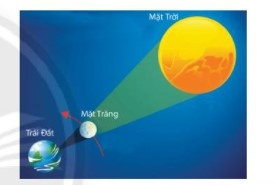 Mặt Trời
Mặt Trăng
Trái Đất